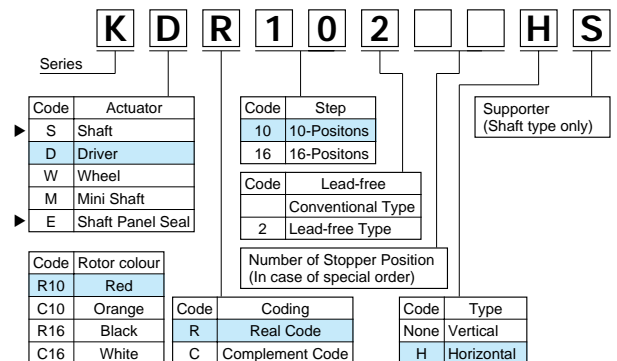 K D R 1 0 2 H S
Series
Code Actuator
S Shaft
D Driver
W Wheel
M Mini Shaft
E Shaft Panel Seal
Code Step
10 10-Positons
16 16-Positons
Supporter
(Shaft type only)
Code Lead-free
Conventional Type
2 Lead-free Type
Number of Stopper Position
(In case of special order)
Code Rotor colour
R10 Red
C10 Orange
R16 Black
C16 White
Code Coding
R Real Code
C Complement Code
Code Type
None Vertical
H Horizontal